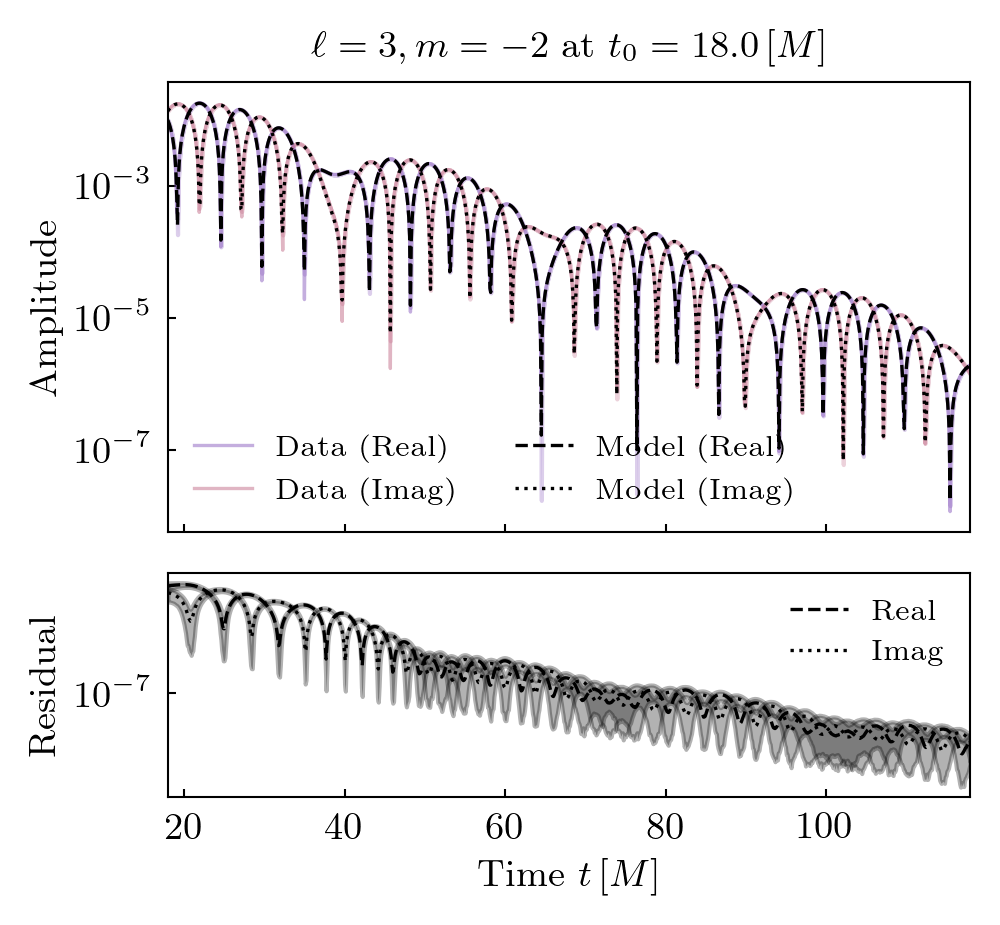 ℓ = 3, m = −2 at t₀ = 18.0 [M]
Amplitude
10⁻³
10⁻⁵
10⁻⁷
Data (Real)
Data (Imag)
Model (Real)
Model (Imag)
Residual
10⁻⁷
Real
Imag
20 40 60 80 100
Time t [M]